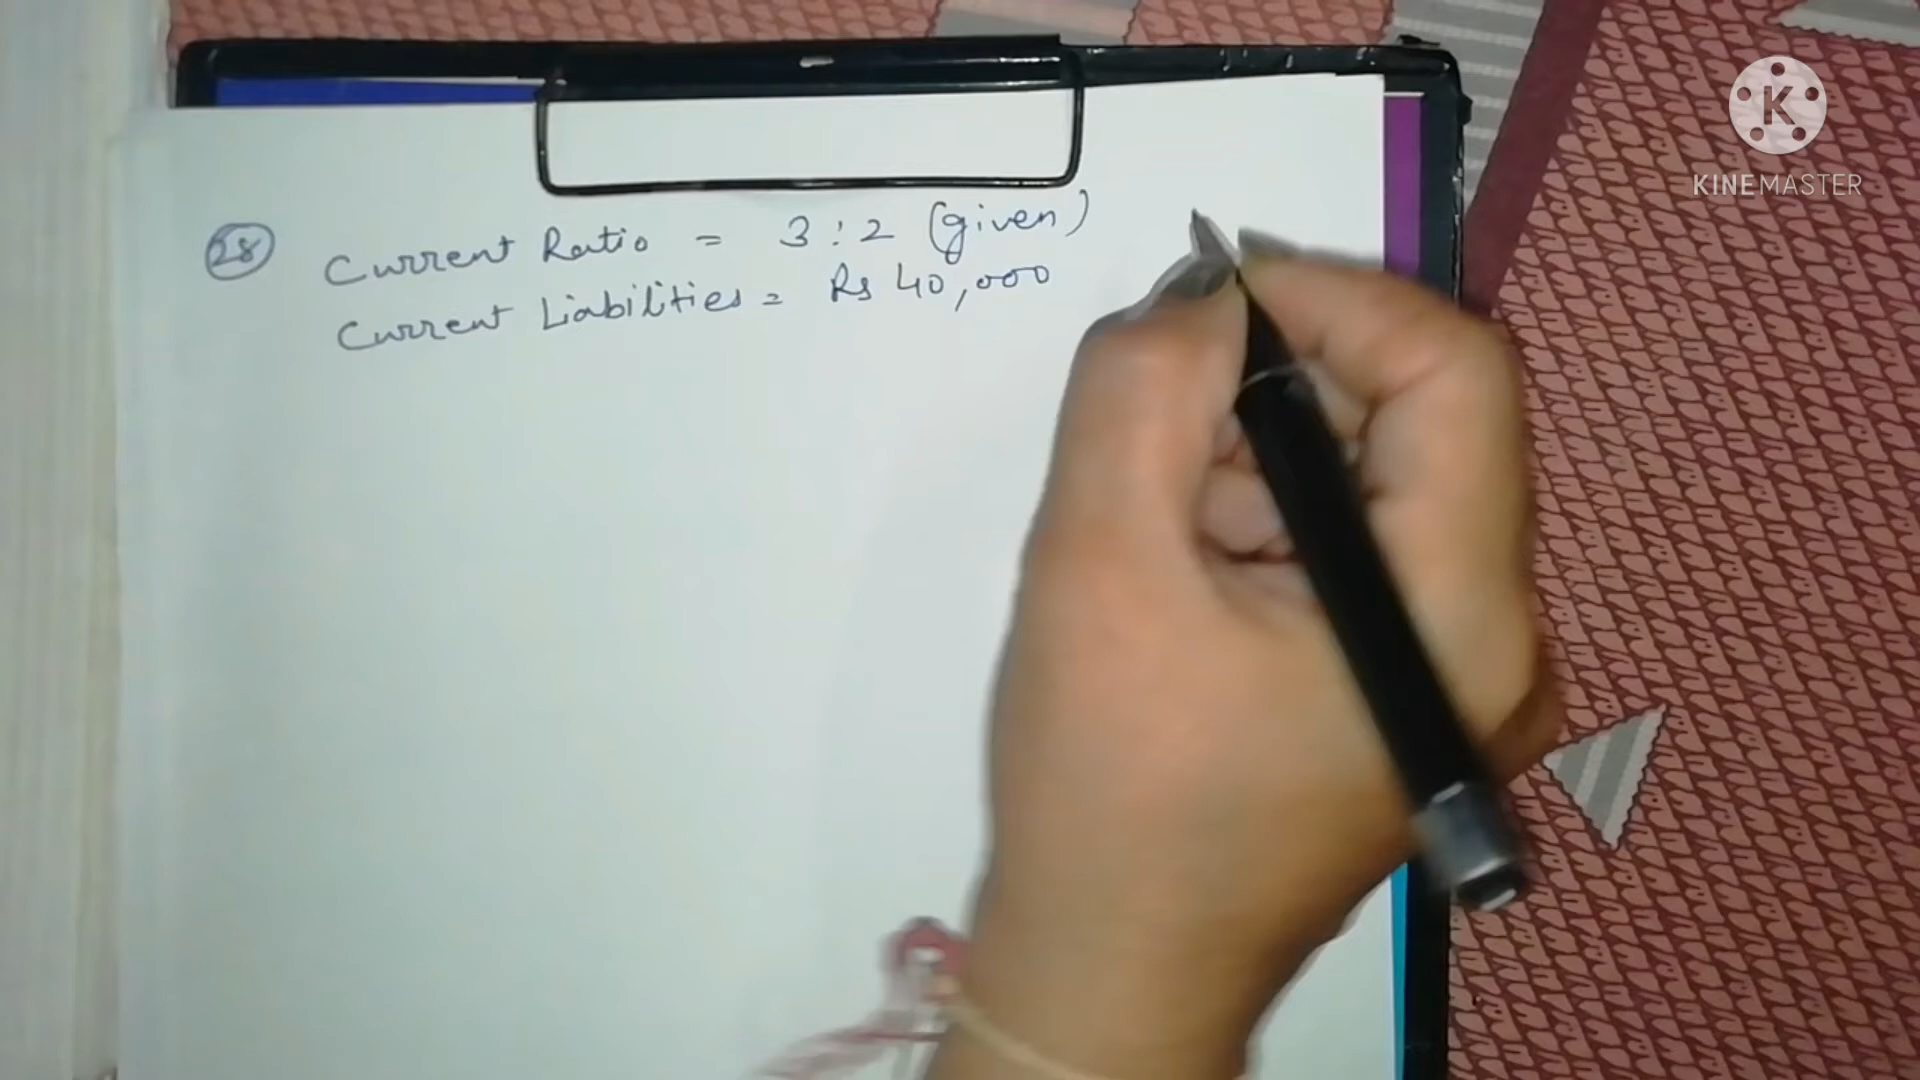 28 Current Ratio = 3 : 2 (given)
Current Liabilities = Rs 40,000
K
KINEMASTER